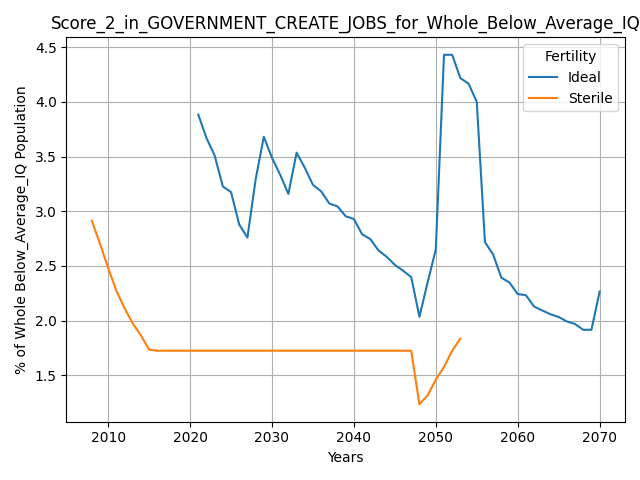 Score_2_in_GOVERNMENT_CREATE_JOBS_for_Whole_Below_Average_IQ
% of Whole Below_Average_IQ Population
4.5
4.0
3.5
3.0
2.5
2.0
1.5
Fertility
Ideal
Sterile
2010 2020 2030 2040 2050 2060 2070
Years